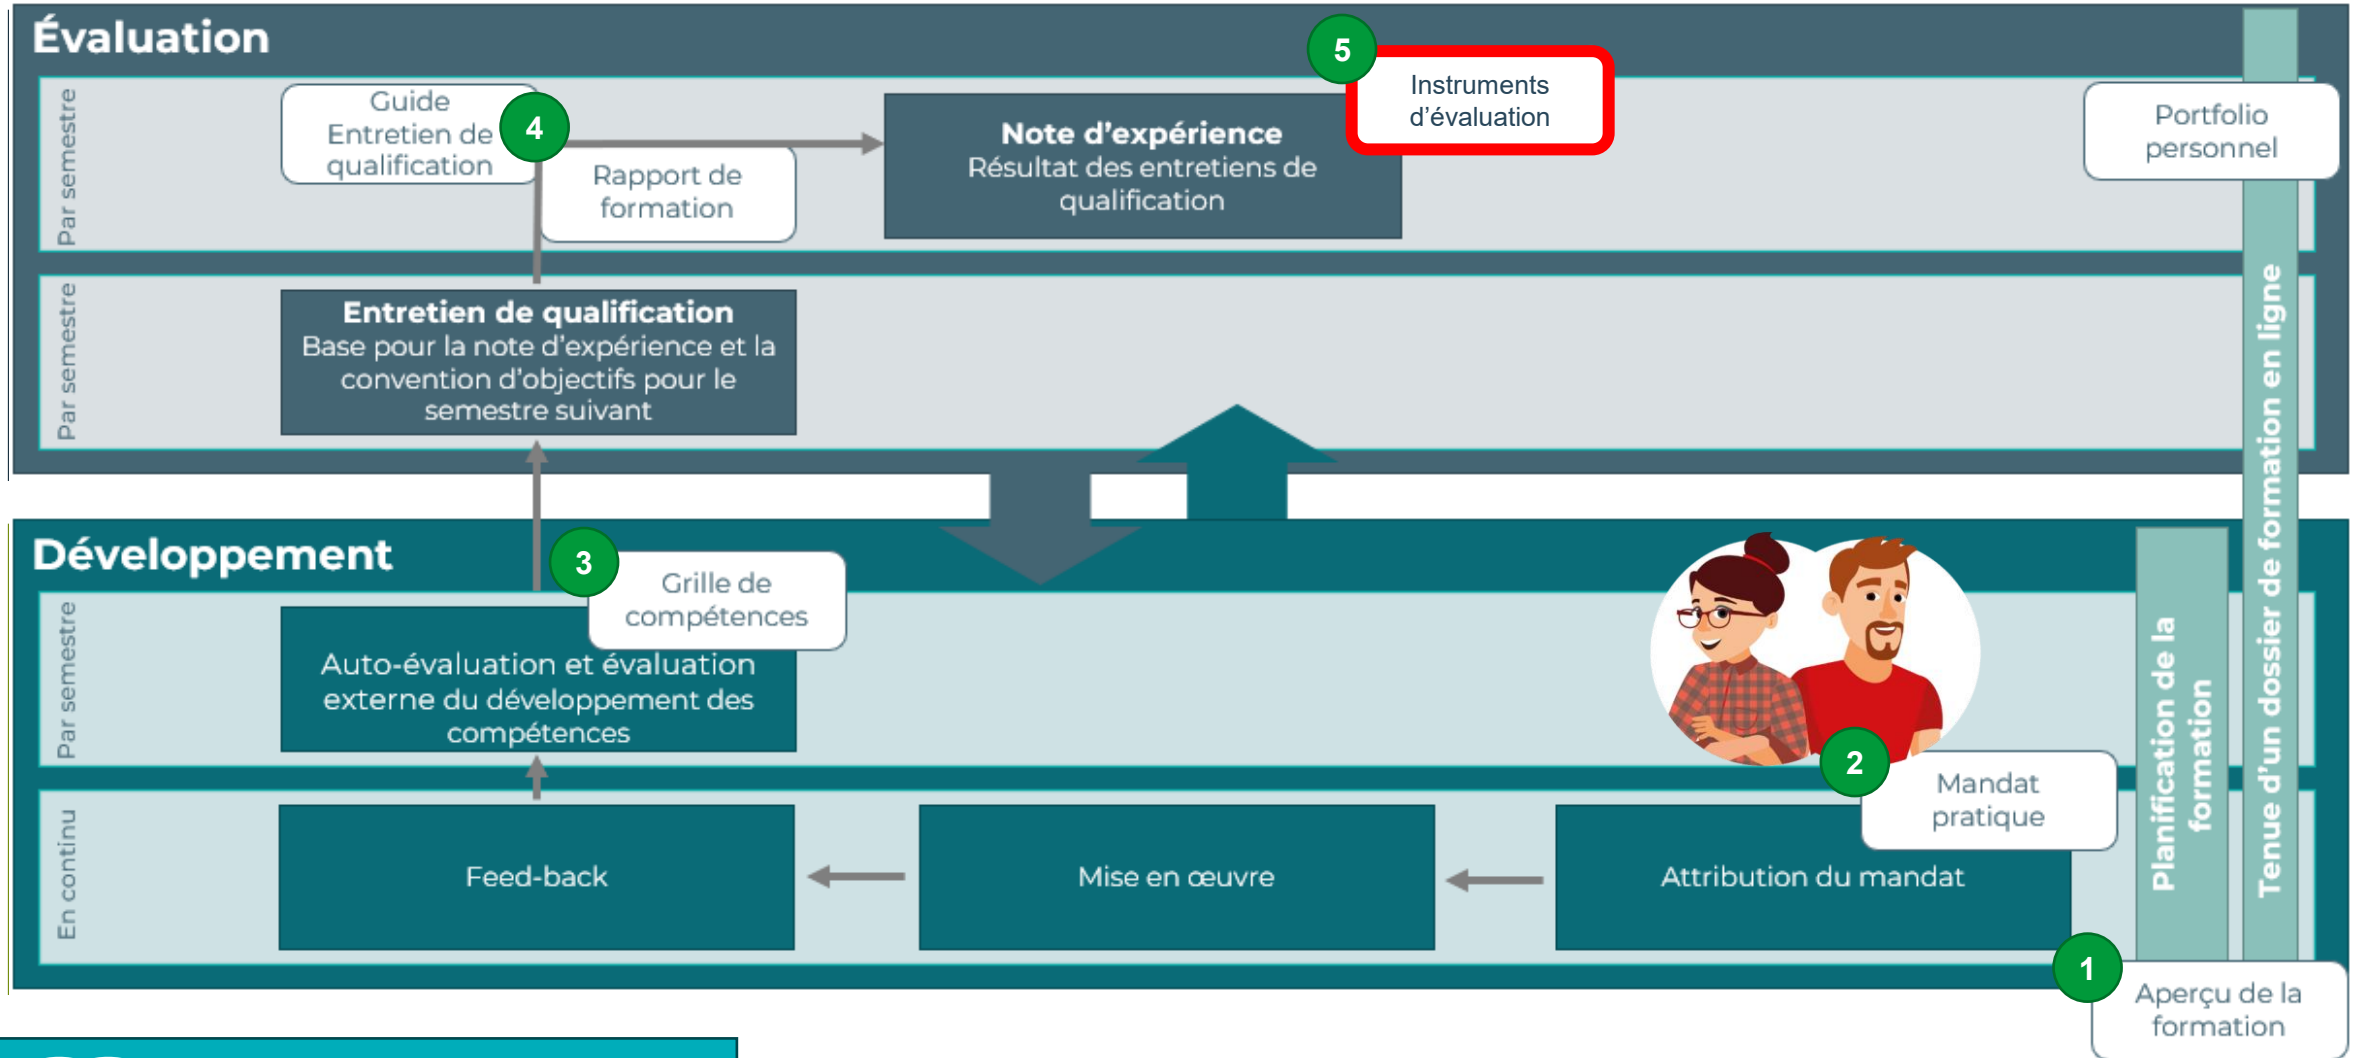 Évaluation
Par semestre
Guide
Entretien de
qualification
4
Rapport de
formation
Note d'expérience
Résultat des entretiens de
qualification
5
Instruments
d'évaluation
Portfolio
personnel
Par semestre
Entretien de qualification
Base pour la note d'expérience et la
convention d'objectifs pour le
semestre suivant
Tenue d'un dossier de formation en ligne
Développement
Par semestre
3
Grille de
compétences
Auto-évaluation et évaluation
externe du développement des
compétences
2
Mandat
pratique
Planification de la
formation
En continu
Feed-back
Mise en œuvre
Attribution du mandat
1
Aperçu de la
formation